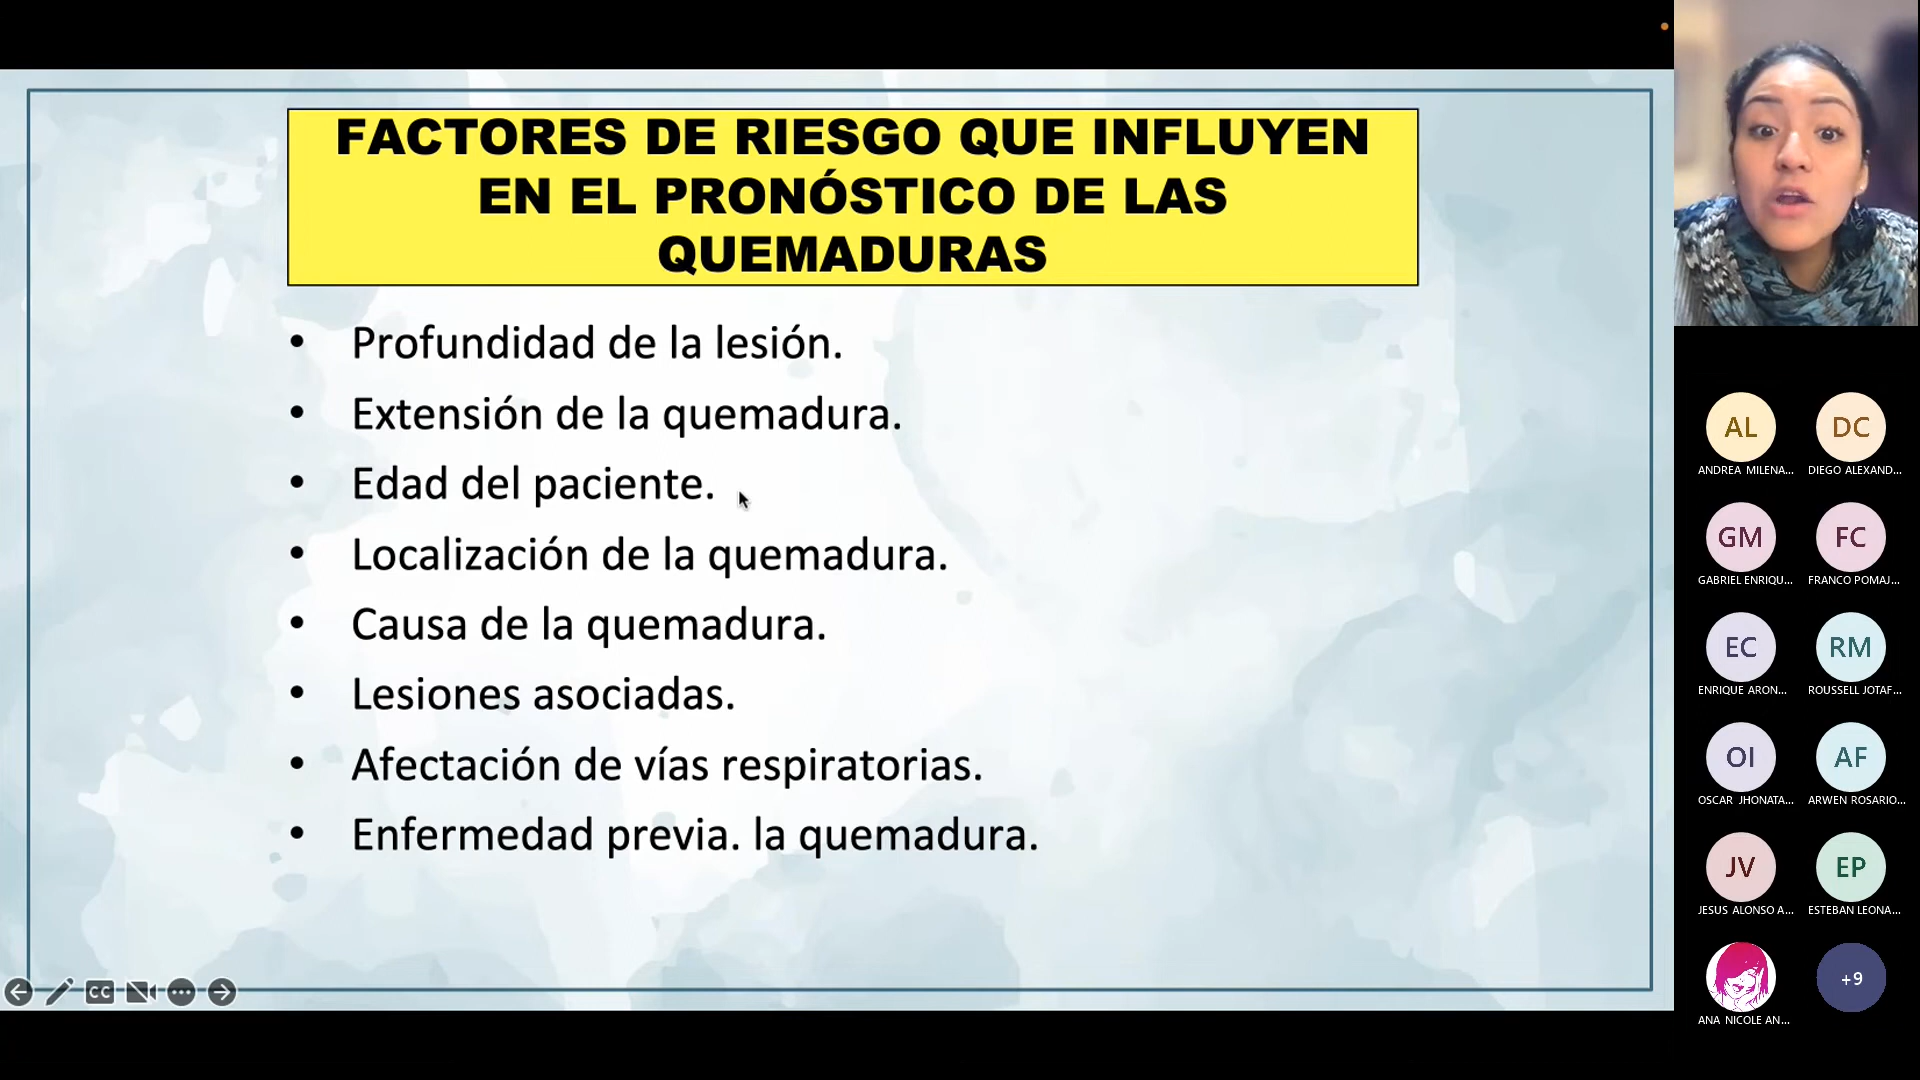 FACTORES DE RIESGO QUE INFLUYEN
EN EL PRONÓSTICO DE LAS
QUEMADURAS
• Profundidad de la lesión.
• Extensión de la quemadura.
• Edad del paciente.
• Localización de la quemadura.
• Causa de la quemadura.
• Lesiones asociadas.
• Afectación de vías respiratorias.
• Enfermedad previa. la quemadura.
CC
AL
DC
ANDREA MILENA...
DIEGO ALEXAND...
GM
FC
GABRIEL ENRIQU...
FRANCO POMAJ...
EC
RM
ENRIQUE ARON...
ROUSSELL JOTAF...
OI
AF
OSCAR JHONATA...
ARWEN ROSARIO...
JV
EP
JESUS ALONSO A...
ESTEBAN LEONA...
+9
ANA NICOLE AN...